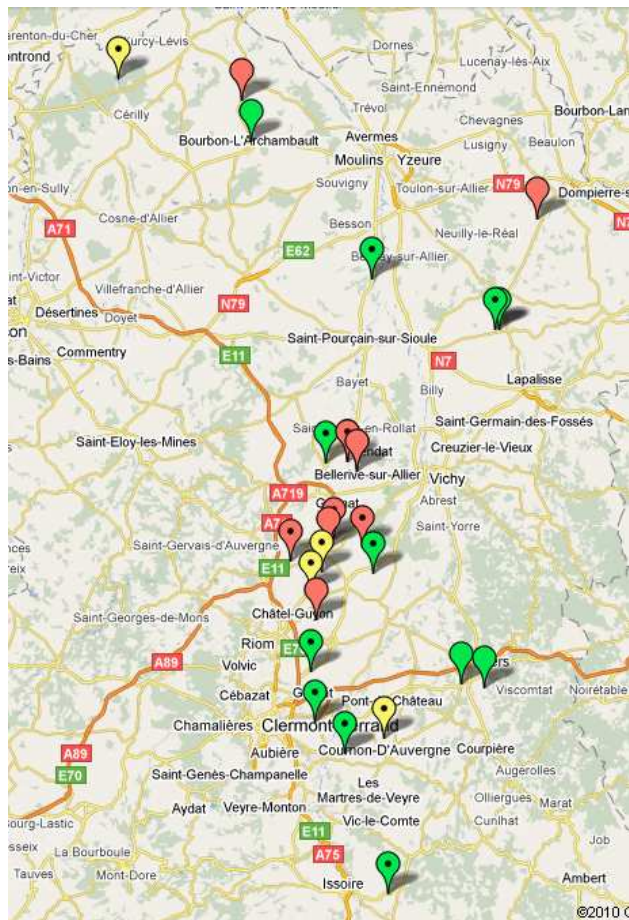 Dornes
Lucenay-lès-Aix
Cérilly
Saint-Ennemond
Trévol
Chevagnes
Bourbon-Lan
Bourbon-L'Archambault
Avermes
Lusigny
Beaulon
Moulins
Yzeure
Souvigny
Toulon-sur-Allier
N79
Dompierre-s
A71
Cosne-d'Allier
Besson
Neuilly-le-Réal
E62
Villefranche-d'Allier
Désertines
Doyet
N79
Saint-Pourçain-sur-Sioule
Commentry
E11
N7
Bayet
Billy
Lapalisse
Saint-Germain-des-Fossés
Saint-Eloy-les-Mines
Creuzier-le-Vieux
Bellerive-sur-Allier
Vichy
A719
Abrest
Saint-Yorre
Saint-Gervais-d'Auvergne
E11
Saint-Georges-de-Mons
Châtel-Guyon
Riom
A89
Volvic
Viscomtat
Noirétable
Cébazat
Chamalières
Cournon-D'Auvergne
Courpière
A89
Aubière
E70
Saint-Genès-Champanelle
Augerolles
Les
Martres-de-Veyre
Olliergues
Marat
Aydat
Veyre-Monton
Vic-le-Comte
Cunlhat
E11
Job
La Bourboule
A75
Tauves
Mont-Dore
Issoire
Ambert
©2010